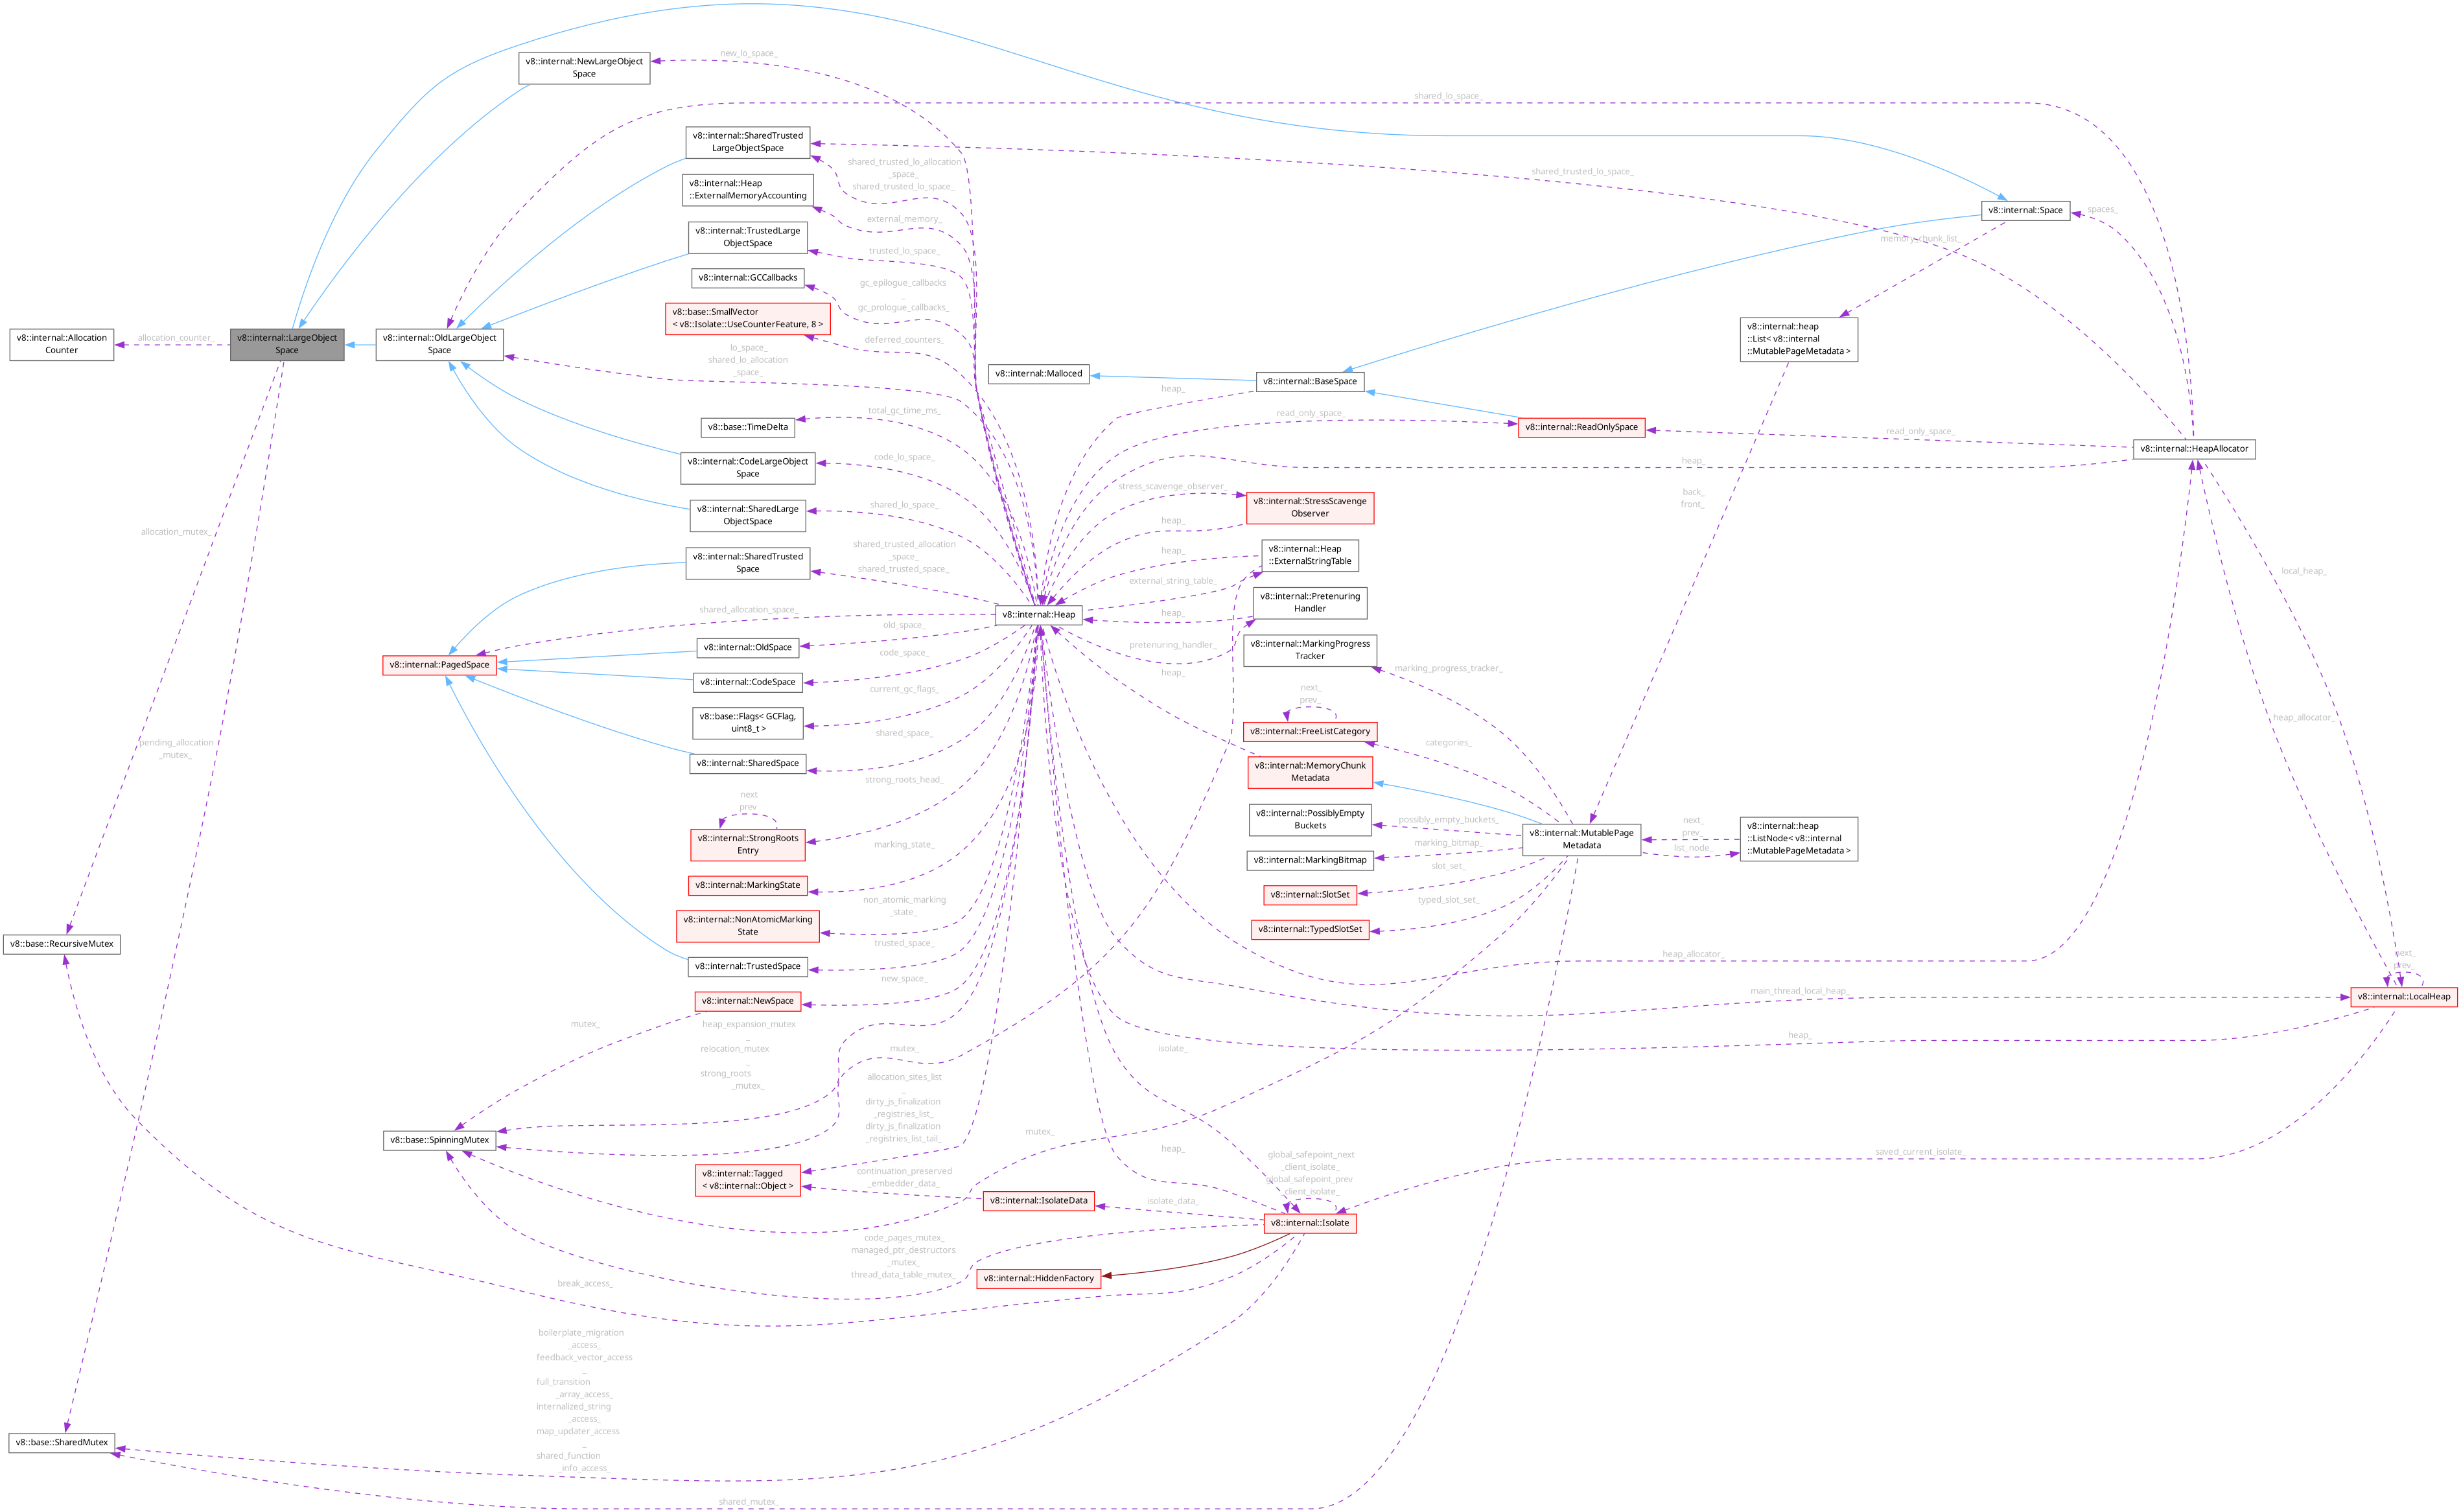 new_lo_space_
v8::internal::NewLargeObject
Space
shared_lo_space_
v8::internal::SharedTrusted
LargeObjectSpace
shared_trusted_lo_allocation
_space_
shared_trusted_lo_space_
shared_trusted_lo_space_
v8::internal::Heap
::ExternalMemoryAccounting
external_memory_
v8::internal::Space
spaces_
v8::internal::TrustedLarge
ObjectSpace
trusted_lo_space_
memory_chunk_list_
v8::internal::GCCallbacks
gc_epilogue_callbacks
_
gc_prologue_callbacks_
v8::base::SmallVector
< v8::Isolate::UseCounterFeature, 8 >
deferred_counters_
v8::internal::heap
::List< v8::internal
::MutablePageMetadata >
v8::internal::Allocation
Counter
allocation_counter_
v8::internal::LargeObject
Space
v8::internal::OldLargeObject
Space
lo_space_
shared_lo_allocation
_space_
v8::internal::Malloced
v8::internal::BaseSpace
heap_
v8::base::TimeDelta
total_gc_time_ms_
read_only_space_
v8::internal::ReadOnlySpace
read_only_space_
v8::internal::HeapAllocator
v8::internal::CodeLargeObject
Space
code_lo_space_
heap_
stress_scavenge_observer_
v8::internal::StressScavenge
Observer
heap_
back_
front_
v8::internal::SharedLarge
ObjectSpace
shared_lo_space_
allocation_mutex_
v8::internal::SharedTrusted
Space
shared_trusted_allocation
_space_
shared_trusted_space_
heap_
v8::internal::Heap
::ExternalStringTable
external_string_table_
local_heap_
v8::internal::Heap
shared_allocation_space_
heap_
v8::internal::Pretenuring
Handler
old_space_
v8::internal::OldSpace
pretenuring_handler_
v8::internal::PagedSpace
code_space_
v8::internal::CodeSpace
heap_
v8::internal::MarkingProgress
Tracker
marking_progress_tracker_
current_gc_flags_
v8::base::Flags< GCFlag,
uint8_t >
next_
prev_
v8::internal::FreeListCategory
categories_
heap_allocator_
pending_allocation
_mutex_
shared_space_
v8::internal::SharedSpace
v8::internal::MemoryChunk
Metadata
strong_roots_head_
next
prev
v8::internal::StrongRoots
Entry
v8::internal::PossiblyEmpty
Buckets
possibly_empty_buckets_
v8::internal::MutablePage
Metadata
next_
prev_
list_node_
v8::internal::heap
::ListNode< v8::internal
::MutablePageMetadata >
marking_state_
v8::internal::MarkingState
v8::internal::MarkingBitmap
marking_bitmap_
v8::internal::SlotSet
slot_set_
v8::internal::NonAtomicMarking
State
non_atomic_marking
_state_
v8::internal::TypedSlotSet
typed_slot_set_
v8::base::RecursiveMutex
v8::internal::TrustedSpace
trusted_space_
heap_allocator_
next_
prev_
v8::internal::NewSpace
new_space_
main_thread_local_heap_
v8::internal::LocalHeap
mutex_
heap_expansion_mutex
_
relocation_mutex
_
strong_roots
_mutex_
mutex_
isolate_
heap_
allocation_sites_list
_
dirty_js_finalization
_registries_list_
dirty_js_finalization
_registries_list_tail_
v8::base::SpinningMutex
mutex_
heap_
saved_current_isolate_
v8::internal::Tagged
< v8::internal::Object >
continuation_preserved
_embedder_data_
v8::internal::IsolateData
isolate_data_
global_safepoint_next
_client_isolate_
global_safepoint_prev
_client_isolate_
v8::internal::Isolate
code_pages_mutex_
managed_ptr_destructors
_mutex_
thread_data_table_mutex_
v8::internal::HiddenFactory
break_access_
boilerplate_migration
_access_
feedback_vector_access
_
full_transition
_array_access_
internalized_string
_access_
map_updater_access
_
shared_function
_info_access_
v8::base::SharedMutex
shared_mutex_